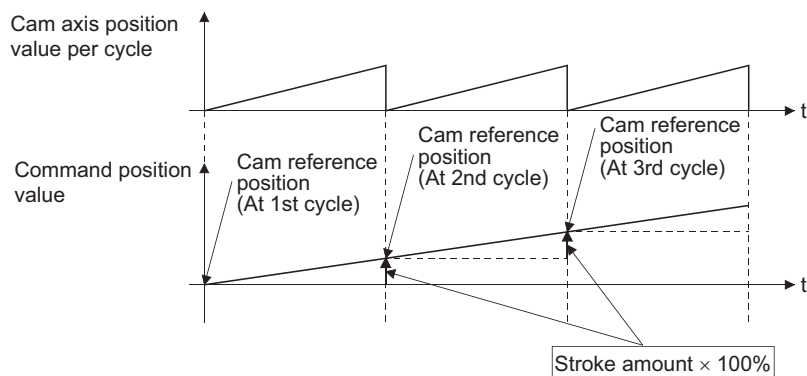 Cam axis position
value per cycle
t
Command position
value
Cam reference
position
(At 1st cycle)
Cam reference
position
(At 2nd cycle)
Cam reference
position
(At 3rd cycle)
t
Stroke amount × 100%